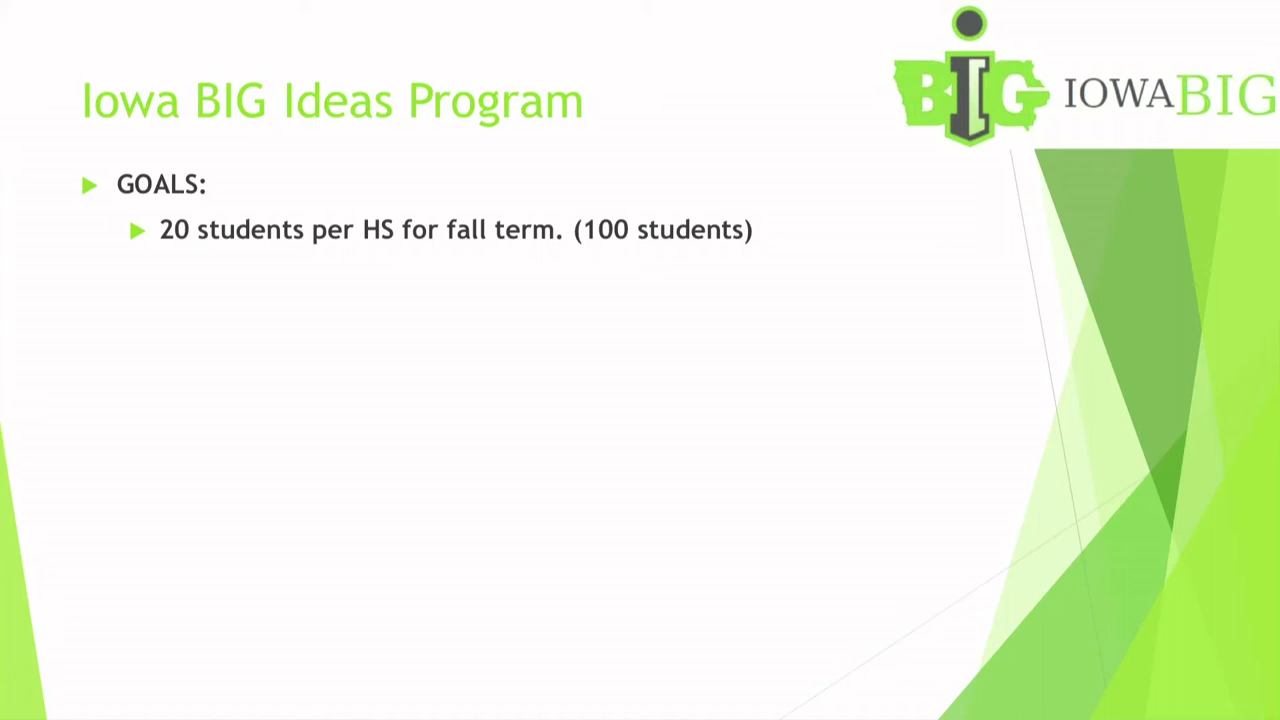 Iowa BIG Ideas Program
BIG
IOWABIG
GOALS:
20 students per HS for fall term. (100 students)